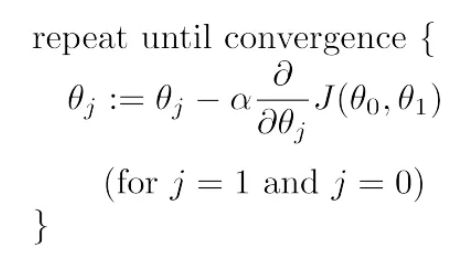 repeat until convergence {
θ_j := θ_j − α ∂/∂θ_j J(θ_0, θ_1)
(for j = 1 and j = 0)
}